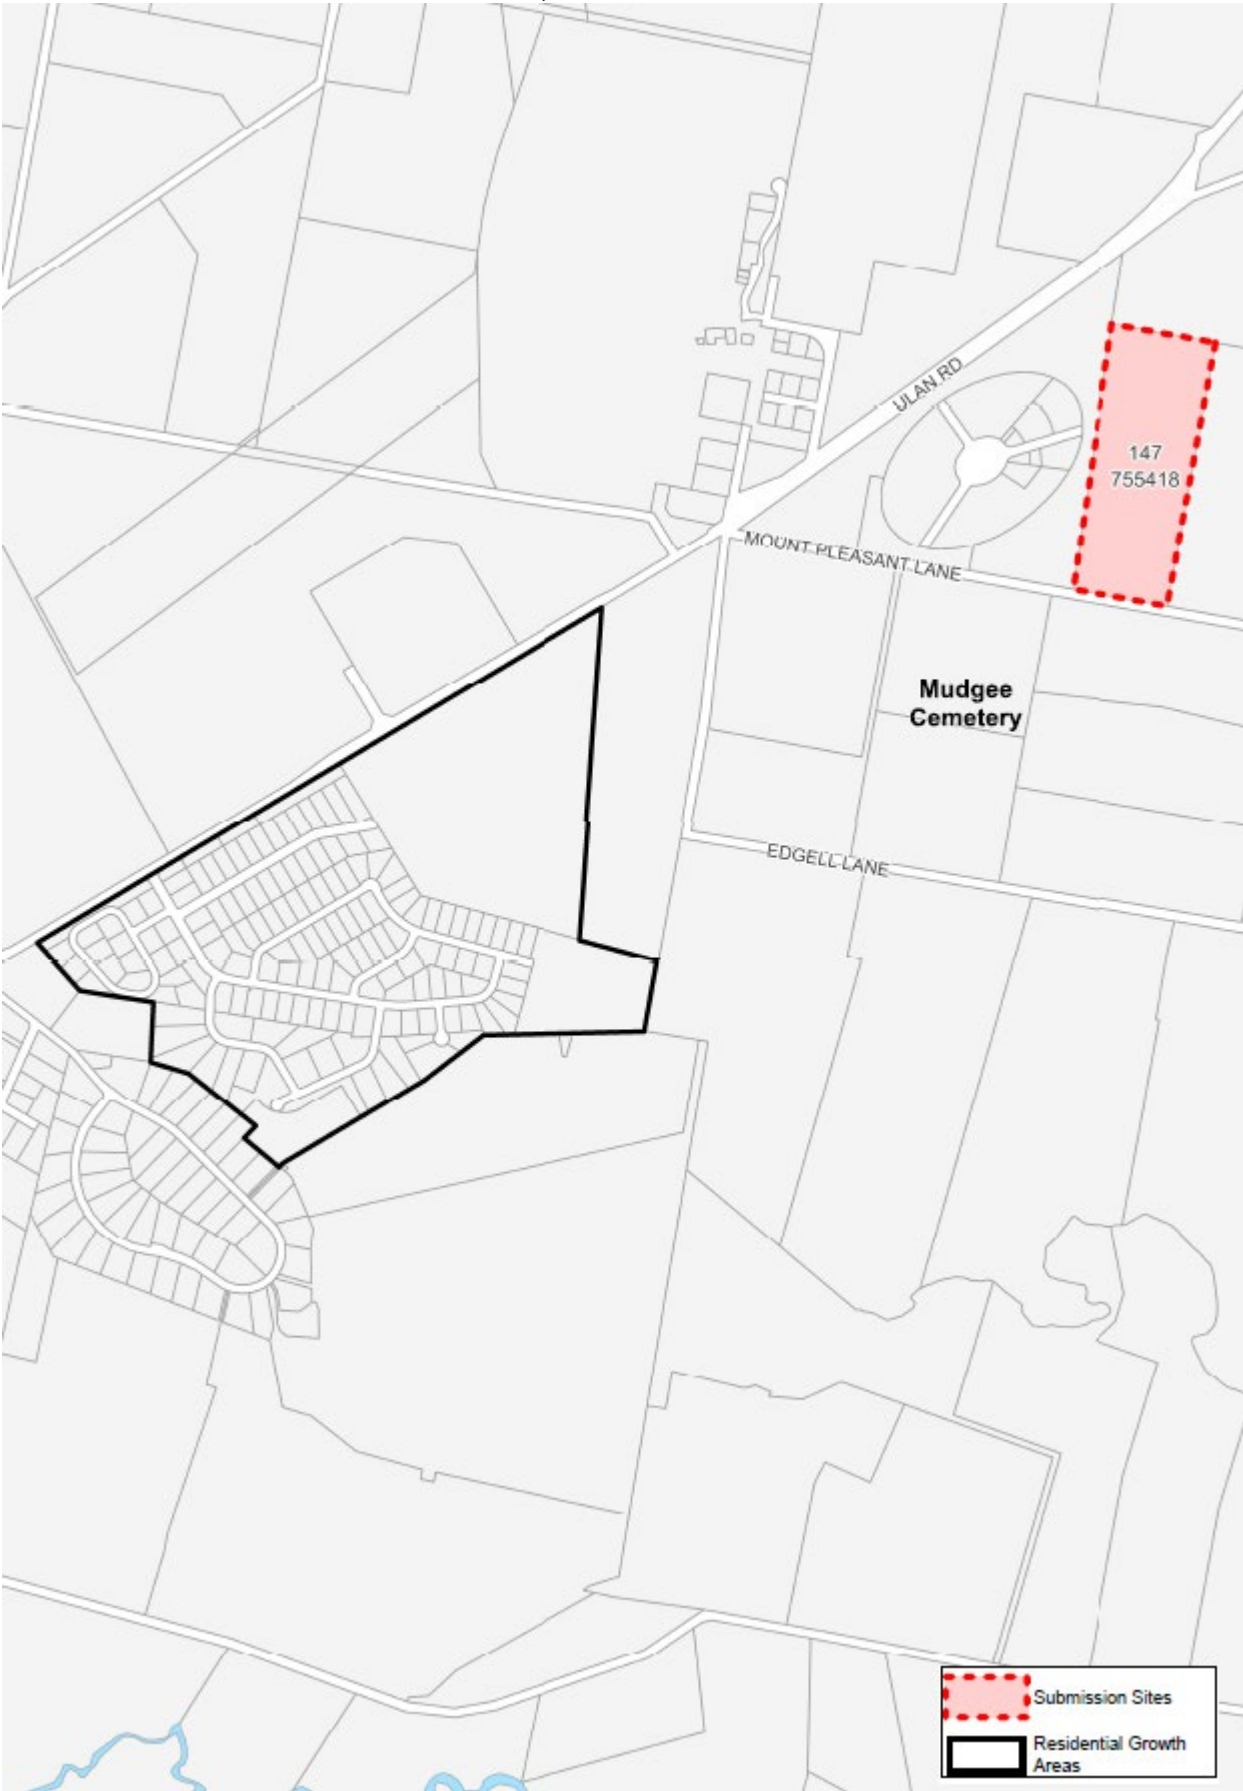 ULAN RD
147
755418
MOUNT PLEASANT LANE
Mudgee
Cemetery
EDGELL LANE
Submission Sites
Residential Growth
Areas